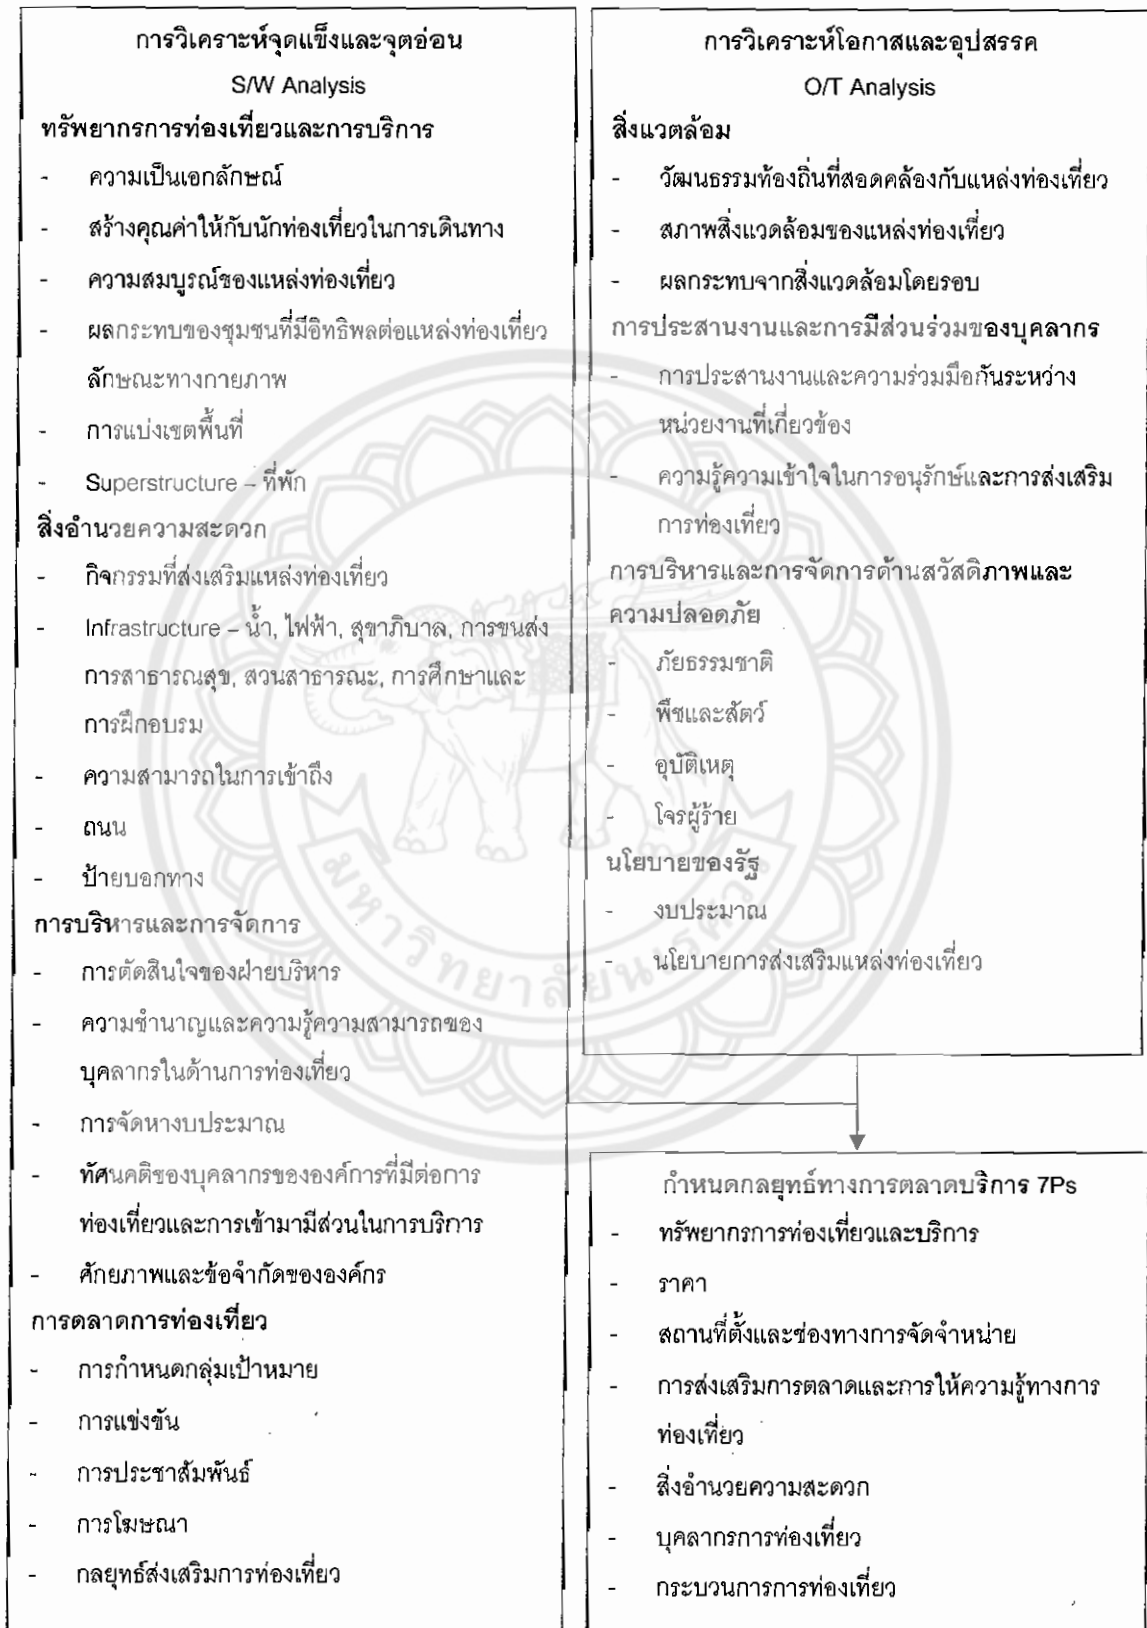 การวิเคราะห์จุดแข็งและจุดอ่อน
S/W Analysis
ทรัพยากรการท่องเที่ยวและการบริการ
- ความเป็นเอกลักษณ์
- สร้างคุณค่าให้กับนักท่องเที่ยวในการเดินทาง
- ความสมบูรณ์ของแหล่งท่องเที่ยว
- ผลกระทบของชุมชนที่มีอิทธิพลต่อแหล่งท่องเที่ยว
ลักษณะทางกายภาพ
- การแบ่งเขตพื้นที่
- Superstructure – ที่พัก
สิ่งอำนวยความสะดวก
- กิจกรรมที่ส่งเสริมแหล่งท่องเที่ยว
- Infrastructure – น้ำ, ไฟฟ้า, สุขาภิบาล, การขนส่ง
การสาธารณสุข, สวนสาธารณะ, การศึกษาและ
การฝึกอบรม
- ความสามารถในการเข้าถึง
- ถนน
- ป้ายบอกทาง
การบริหารและการจัดการ
- การตัดสินใจของฝ่ายบริหาร
- ความชำนาญและความรู้ความสามารถของ
บุคลากรในด้านการท่องเที่ยว
- การจัดหางบประมาณ
- ทัศนคติของบุคลากรขององค์การที่มีต่อการ
ท่องเที่ยวและการเข้ามามีส่วนในการบริการ
- ศักยภาพและข้อจำกัดขององค์กร
การตลาดการท่องเที่ยว
- การกำหนดกลุ่มเป้าหมาย
- การแข่งขัน
- การประชาสัมพันธ์
- การโฆษณา
- กลยุทธ์ส่งเสริมการท่องเที่ยว
การวิเคราะห์โอกาสและอุปสรรค
O/T Analysis
สิ่งแวดล้อม
- วัฒนธรรมท้องถิ่นที่สอดคล้องกับแหล่งท่องเที่ยว
- สภาพสิ่งแวดล้อมของแหล่งท่องเที่ยว
- ผลกระทบจากสิ่งแวดล้อมโดยรอบ
การประสานงานและการมีส่วนร่วมของบุคลากร
- การประสานงานและความร่วมมือกันระหว่าง
หน่วยงานที่เกี่ยวข้อง
- ความรู้ความเข้าใจในการอนุรักษ์และการส่งเสริม
การท่องเที่ยว
การบริหารและการจัดการด้านสวัสดิภาพและ
ความปลอดภัย
- ภัยธรรมชาติ
- พืชและสัตว์
- อุบัติเหตุ
- โจรผู้ร้าย
นโยบายของรัฐ
- งบประมาณ
- นโยบายการส่งเสริมแหล่งท่องเที่ยว
กำหนดกลยุทธ์ทางการตลาดบริการ 7Ps
- ทรัพยากรการท่องเที่ยวและบริการ
- ราคา
- สถานที่ตั้งและช่องทางการจัดจำหน่าย
- การส่งเสริมการตลาดและการให้ความรู้ทางการ
ท่องเที่ยว
- สิ่งอำนวยความสะดวก
- บุคลากรการท่องเที่ยว
- กระบวนการการท่องเที่ยว
มหาวิทยาลัยนเรศวร